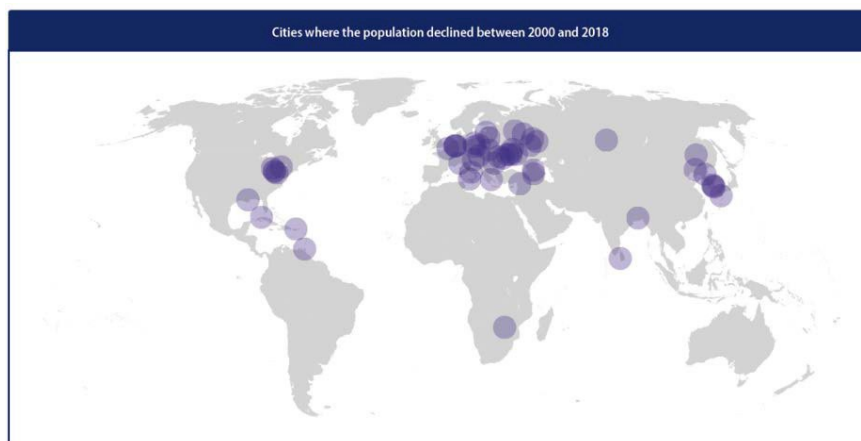 Cities where the population declined between 2000 and 2018